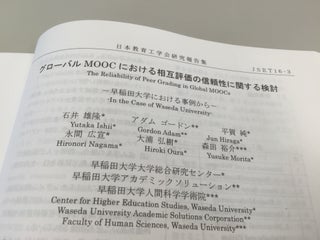 日本教育工学会研究報告集
JSET16-3
グローバル MOOC における相互評価の信頼性に関する検討
The Reliability of Peer Grading in Global MOOCs
－早稲田大学における事例から－
-In the Case of Waseda University-
石井 雄隆* アダム ゴードン** 平賀 純*
Yutaka Ishii* Gordon Adam** Jun Hiraga*
永間 広宣* 大浦 弘樹* 森田 裕介***
Hironori Nagama* Hiroki Oura* Yusuke Morita*
早稲田大学大学総合研究センター*
早稲田大学アカデミックソリューション**
早稲田大学人間科学学術院***
Center for Higher Education Studies, Waseda University*
Waseda University Academic Solutions Corporation**
Faculty of Human Sciences, Waseda University***